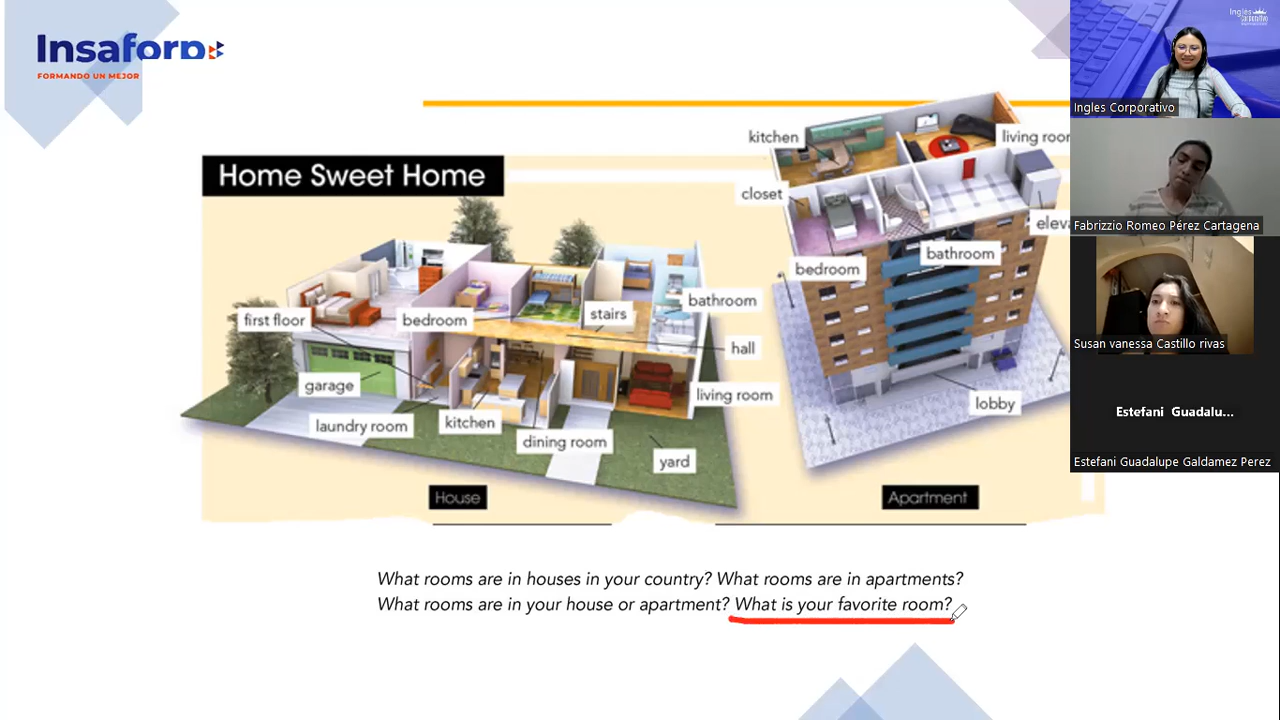 Insaforp
FORMANDO UN MEJOR
Home Sweet Home
first floor
bedroom
stairs
bathroom
hall
garage
living room
laundry room
kitchen
dining room
yard
House
kitchen
living room
closet
bedroom
bathroom
lobby
Apartment
What rooms are in houses in your country? What rooms are in apartments?
What rooms are in your house or apartment? What is your favorite room?
Ingles Corporativo
Fabrizzio Romeo Pérez Cartagena
Susan vanessa Castillo rivas
Estefani Guadalu...
Estefani Guadalupe Galdamez Perez